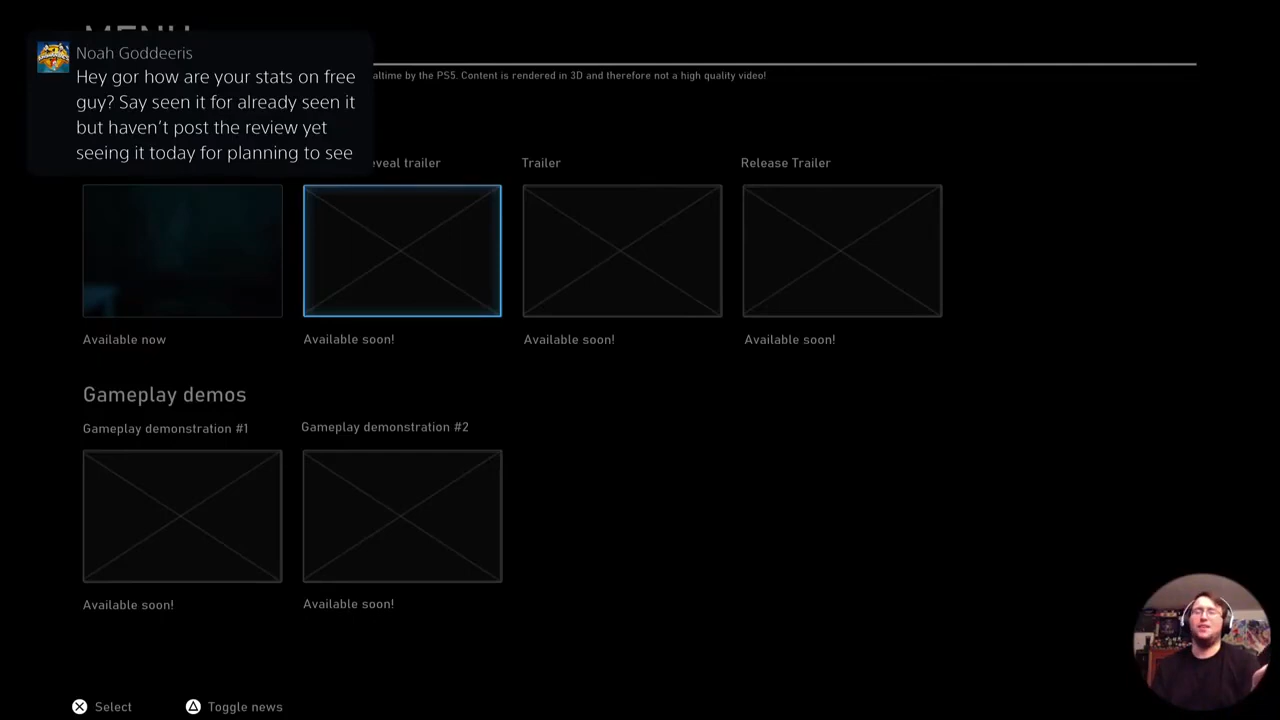 MENU
Noah Goddeeris
Hey gor how are your stats on free
guy? Say seen it for already seen it
but haven't post the review yet
seeing it today for planning to see
by the PS5. Content is rendered in 3D and therefore not a high quality video!
trailer
Trailer
Release Trailer
Available now
Available soon!
Available soon!
Available soon!
Gameplay demos
Gameplay demonstration #1
Gameplay demonstration #2
Available soon!
Available soon!
Select
Toggle news